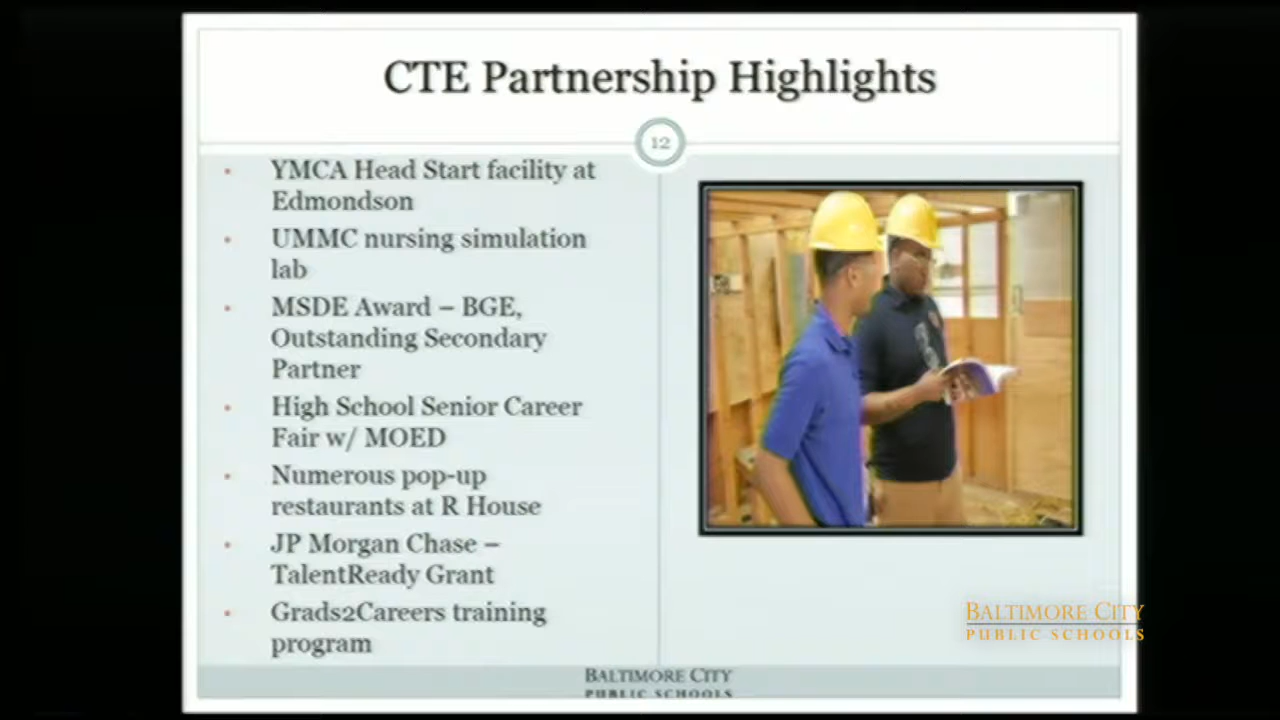 CTE Partnership Highlights
12
YMCA Head Start facility at
Edmondson
UMMC nursing simulation
lab
MSDE Award – BGE,
Outstanding Secondary
Partner
High School Senior Career
Fair w/ MOED
Numerous pop-up
restaurants at R House
JP Morgan Chase –
TalentReady Grant
Grads2Careers training
program
BALTIMORE CITY
PUBLIC SCHOOLS
BALTIMORE CITY
PUBLIC SCHOOLS